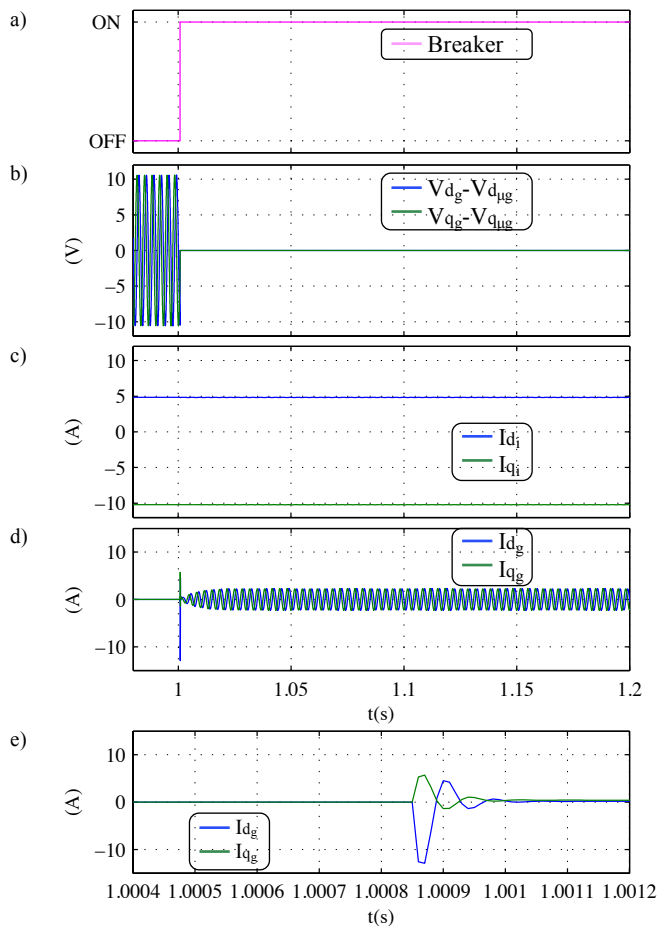 a)
ON
OFF
Breaker
b)
(V)
10
5
0
−5
−10
Vdg-Vdμg
Vqg-Vqμg
c)
(A)
10
5
0
−5
−10
Idi
Iqi
d)
(A)
10
0
−10
Idg
Iqg
1 1.05 1.1 1.15 1.2
t(s)
e)
(A)
10
0
−10
Idg
Iqg
1.0004 1.0005 1.0006 1.0007 1.0008 1.0009 1.001 1.0011 1.0012
t(s)